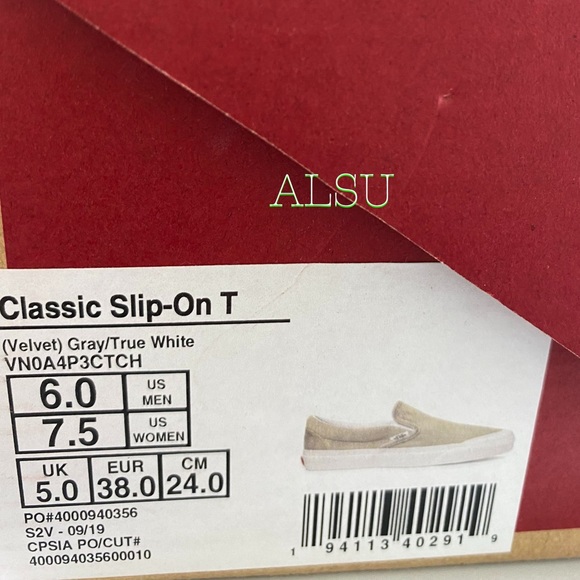 ALSU
Classic Slip-On T
(Velvet) Gray/True White
VN0A4P3CTCH
6.0 US MEN
7.5 US WOMEN
UK 5.0 EUR 38.0 CM 24.0
PO#4000940356
S2V - 09/19
CPSIA PO/CUT#
400094035600010
1 94113 40291 9